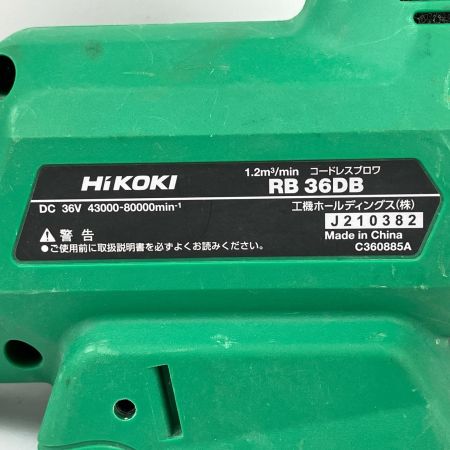 1.2m³/min コードレスブロワ
HiKOKI RB 36DB
DC 36V 43000-80000min⁻¹ 工機ホールディングス(株)
J210382
⚠警告 Made in China
●ご使用前に取扱説明書を必ずよくお読みください。 C360885A